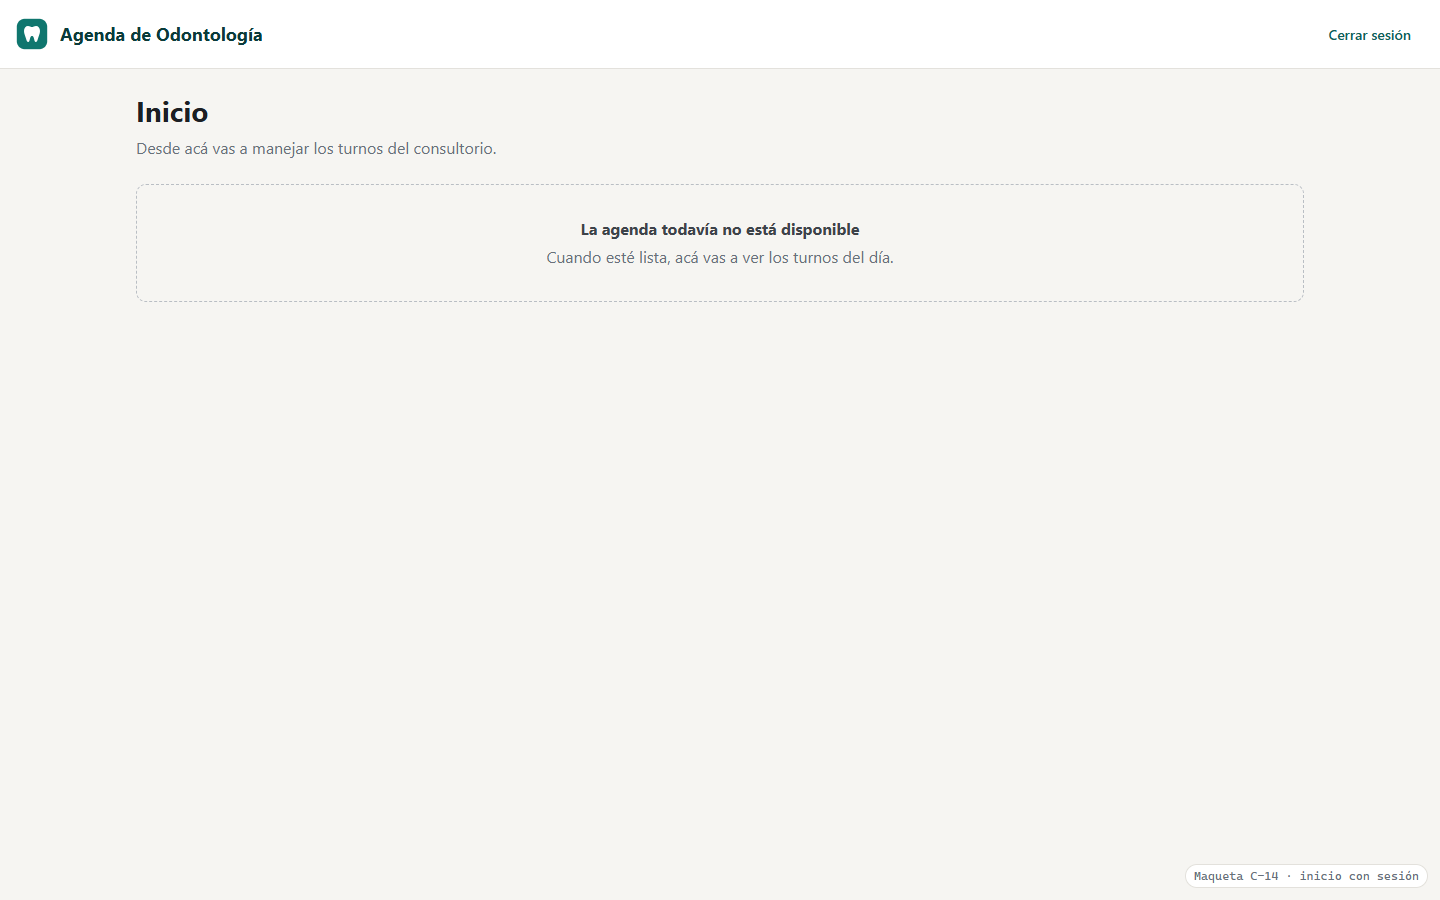 Agenda de Odontología
Cerrar sesión
Inicio
Desde acá vas a manejar los turnos del consultorio.
La agenda todavía no está disponible
Cuando esté lista, acá vas a ver los turnos del día.
Maqueta C-14 · inicio con sesión